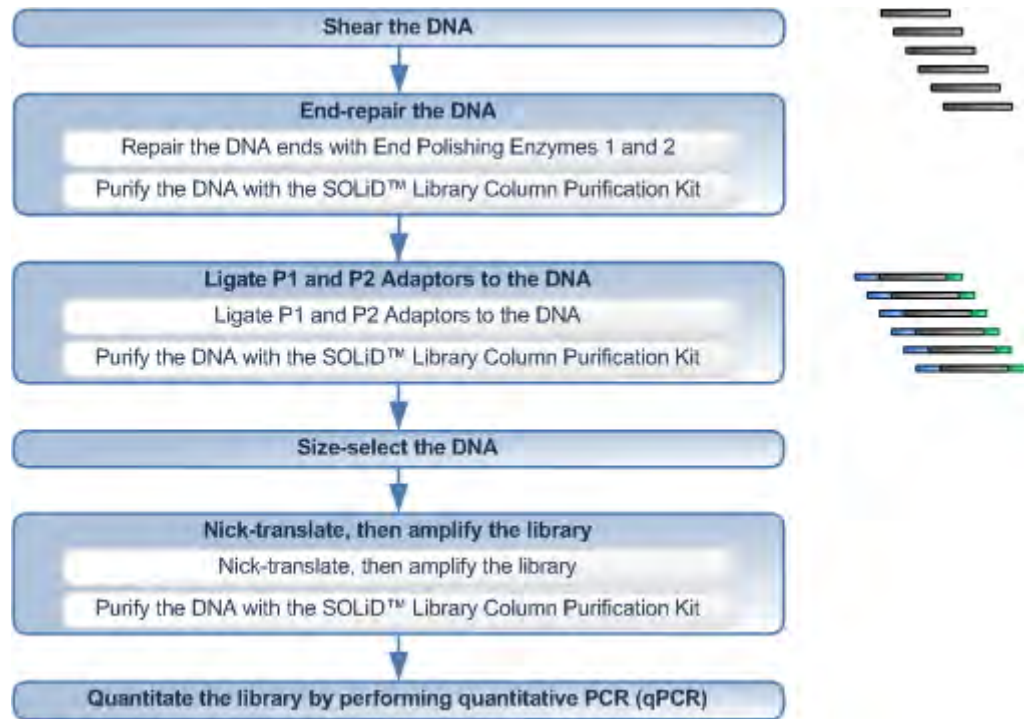 Shear the DNA
End-repair the DNA
Repair the DNA ends with End Polishing Enzymes 1 and 2
Purify the DNA with the SOLiD™ Library Column Purification Kit
Ligate P1 and P2 Adaptors to the DNA
Ligate P1 and P2 Adaptors to the DNA
Purify the DNA with the SOLiD™ Library Column Purification Kit
Size-select the DNA
Nick-translate, then amplify the library
Nick-translate, then amplify the library
Purify the DNA with the SOLiD™ Library Column Purification Kit
Quantitate the library by performing quantitative PCR (qPCR)